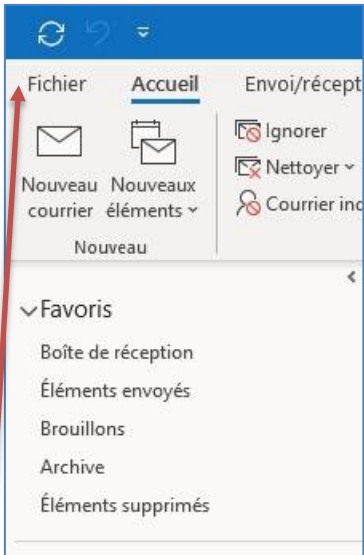 Fichier Accueil Envoi/récept
Ignorer
Nettoyer
Courrier ind
Nouveau courrier
Nouveaux éléments
Nouveau
Favoris
Boîte de réception
Éléments envoyés
Brouillons
Archive
Éléments supprimés